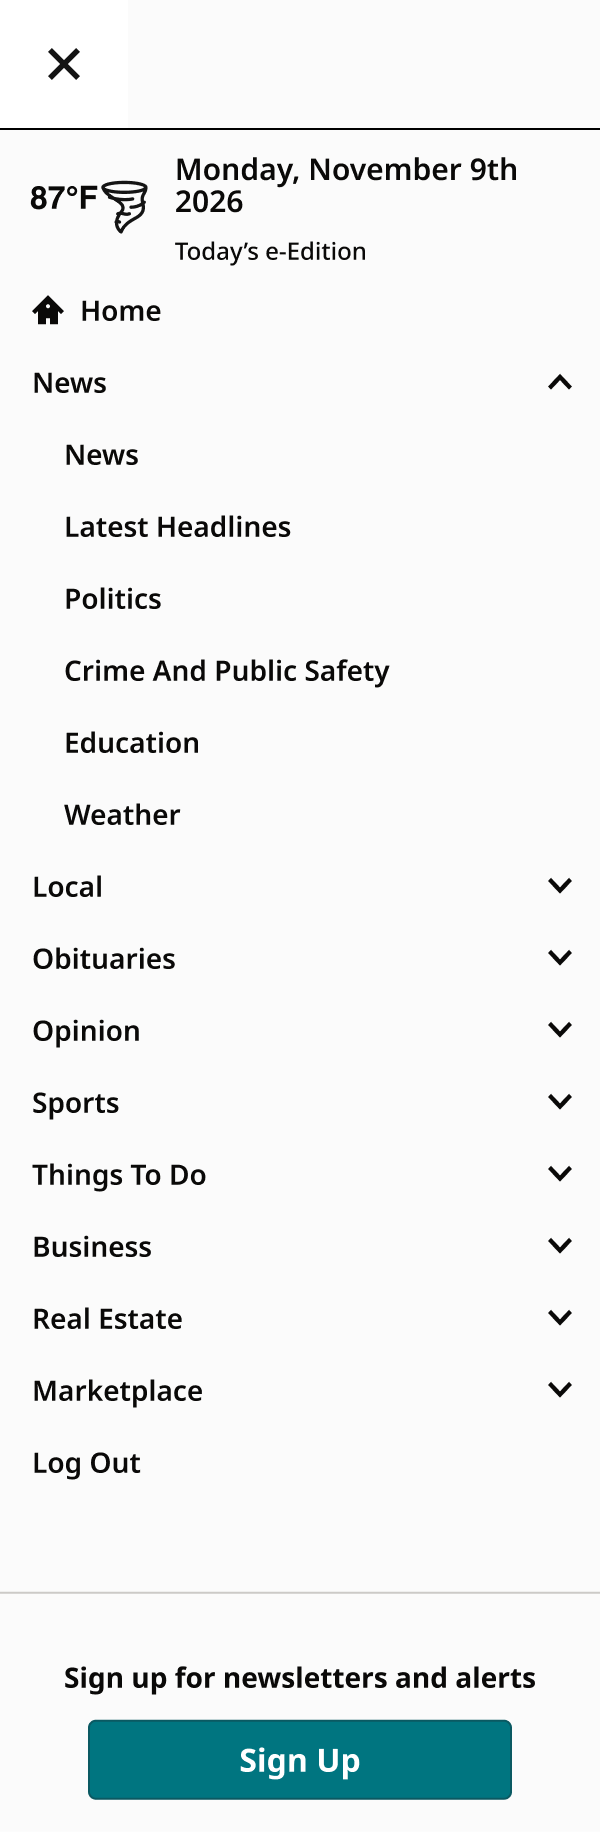 87°F
Monday, November 9th
2026
Today’s e-Edition
Home
News
News
Latest Headlines
Politics
Crime And Public Safety
Education
Weather
Local
Obituaries
Opinion
Sports
Things To Do
Business
Real Estate
Marketplace
Log Out
Sign up for newsletters and alerts
Sign Up